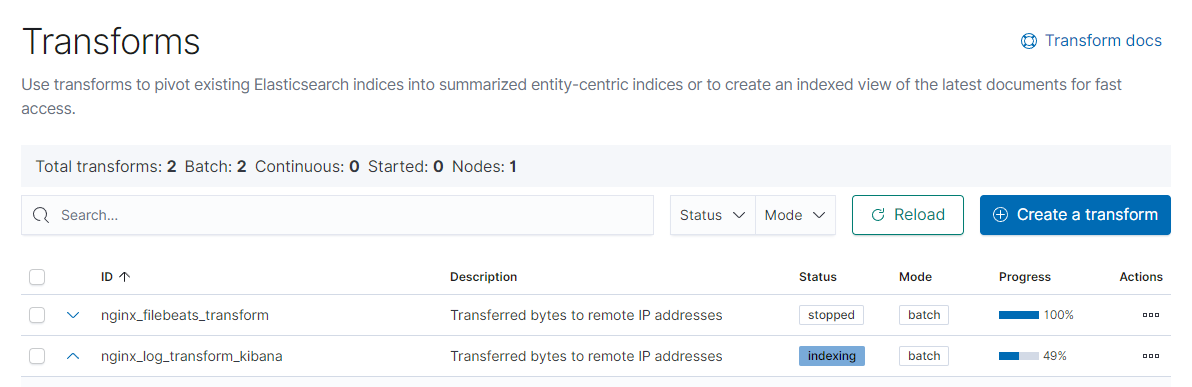 Transforms
Transform docs
Use transforms to pivot existing Elasticsearch indices into summarized entity-centric indices or to create an indexed view of the latest documents for fast
access.
Total transforms: 2 Batch: 2 Continuous: 0 Started: 0 Nodes: 1
Search... Status Mode Reload Create a transform
ID Description Status Mode Progress Actions
nginx_filebeats_transform Transferred bytes to remote IP addresses stopped batch 100%
nginx_log_transform_kibana Transferred bytes to remote IP addresses indexing batch 49%